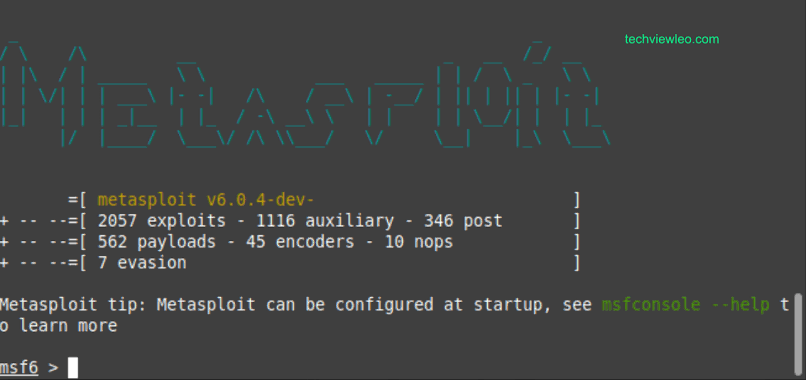 techviewleo.com
METASPLOIT
=[ metasploit v6.0.4-dev- ]
+ -- --=[ 2057 exploits - 1116 auxiliary - 346 post ]
+ -- --=[ 562 payloads - 45 encoders - 10 nops ]
+ -- --=[ 7 evasion ]
Metasploit tip: Metasploit can be configured at startup, see msfconsole --help t
o learn more
msf6 >